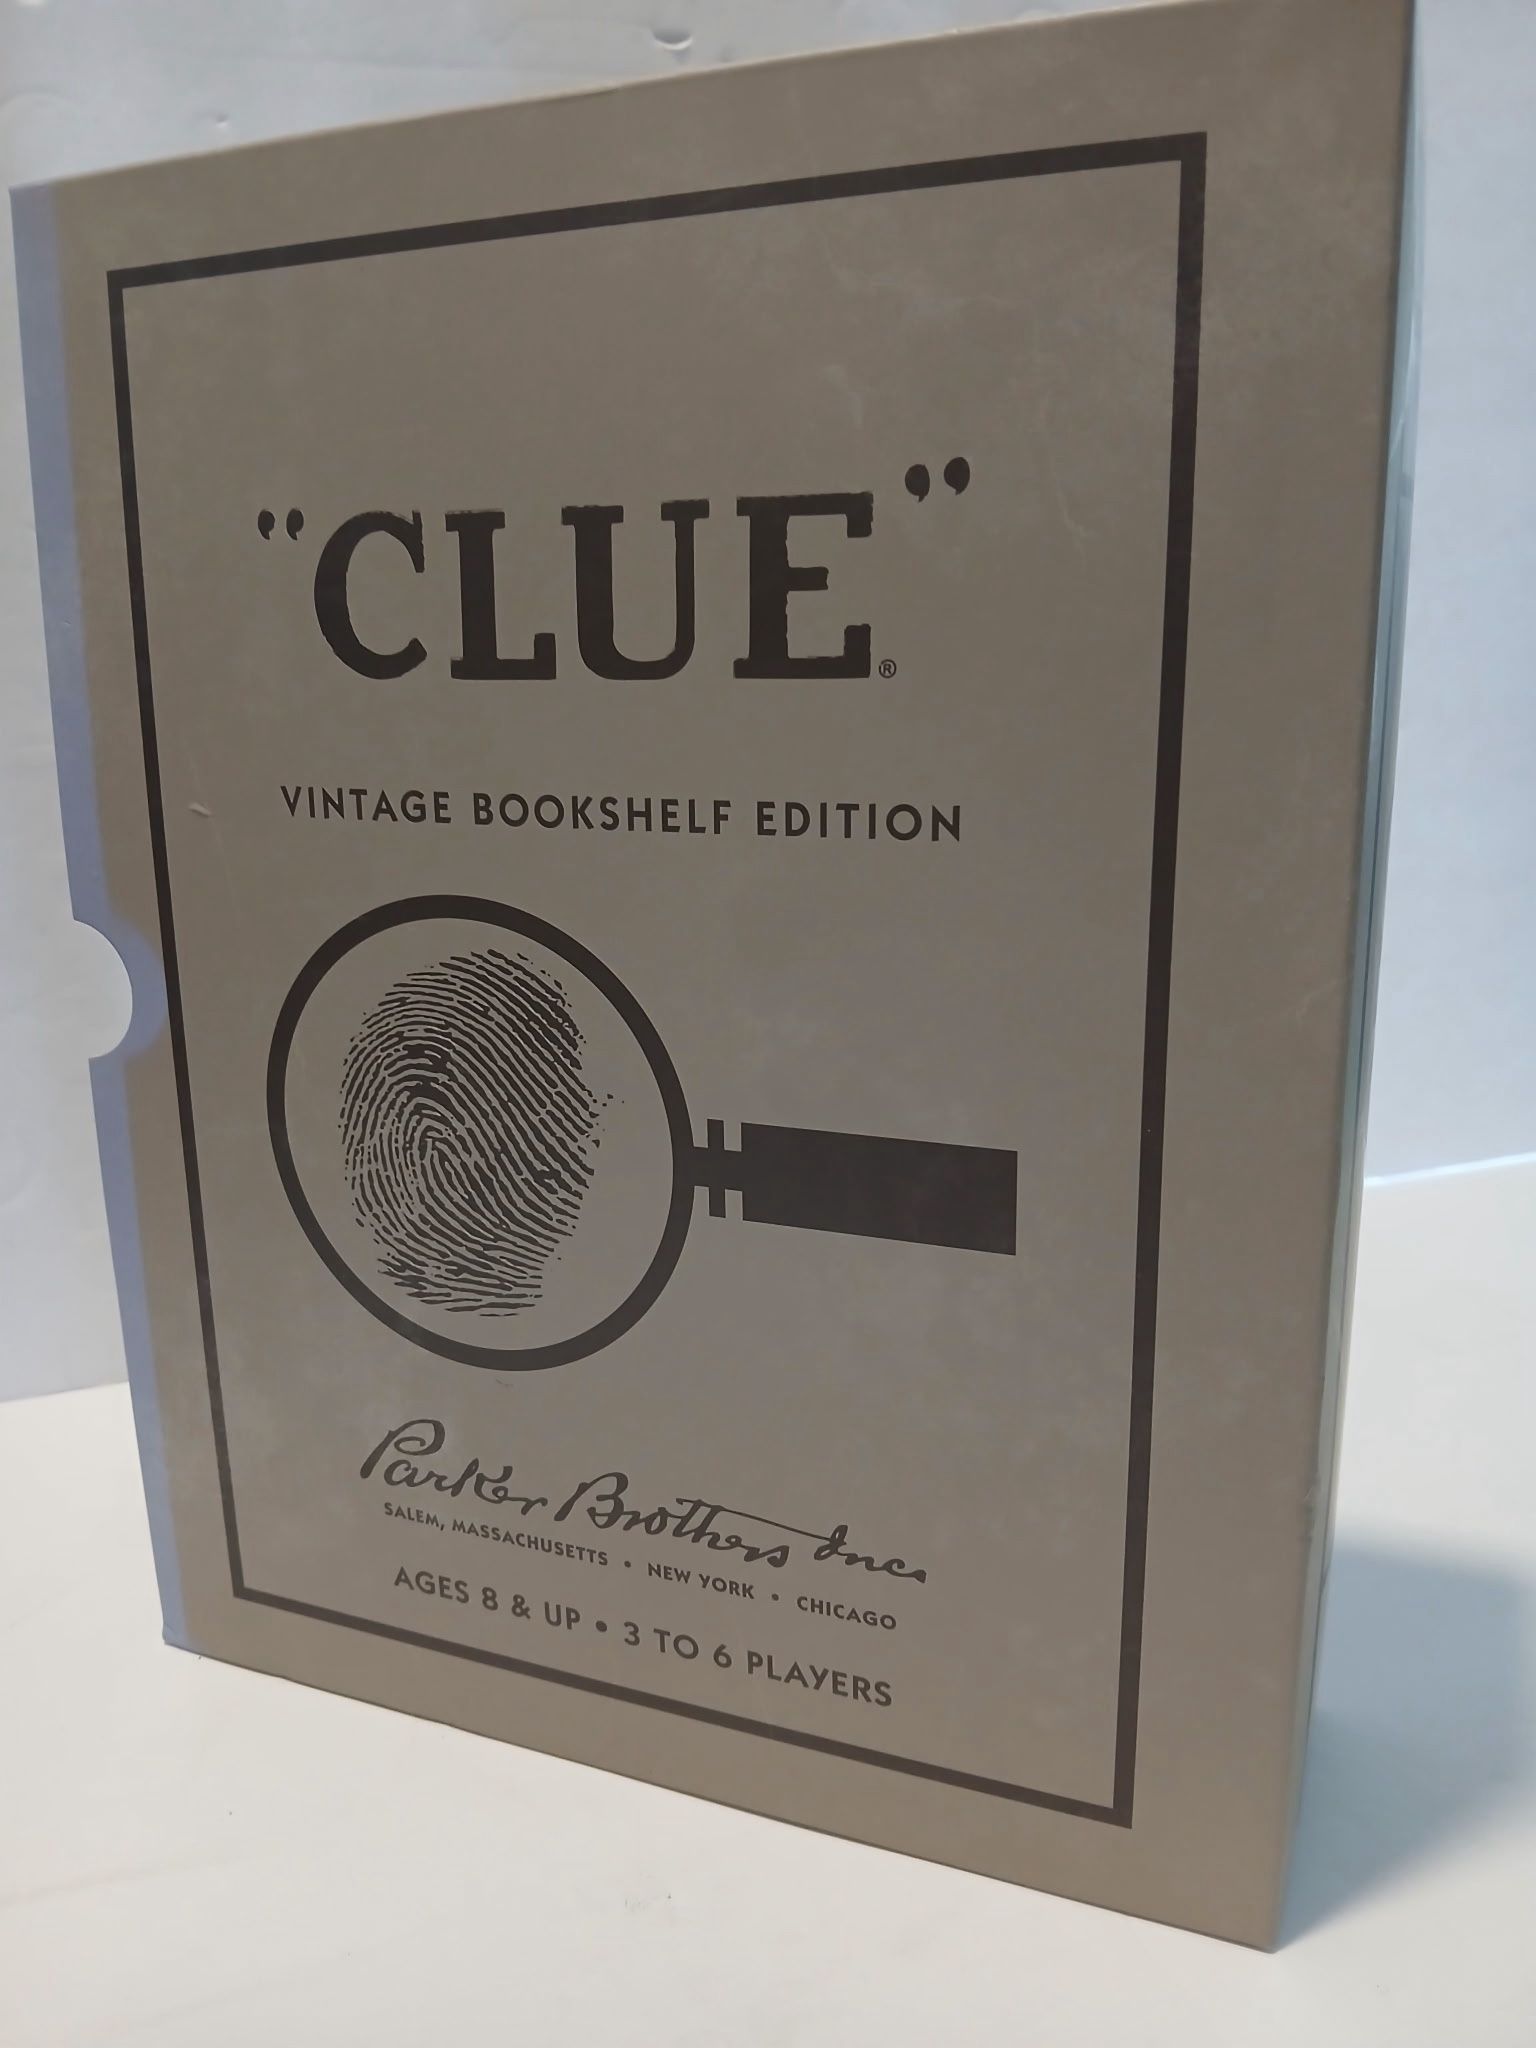 “CLUE”®
VINTAGE BOOKSHELF EDITION
Parker Brothers Inc.
SALEM, MASSACHUSETTS • NEW YORK • CHICAGO
AGES 8 & UP • 3 TO 6 PLAYERS